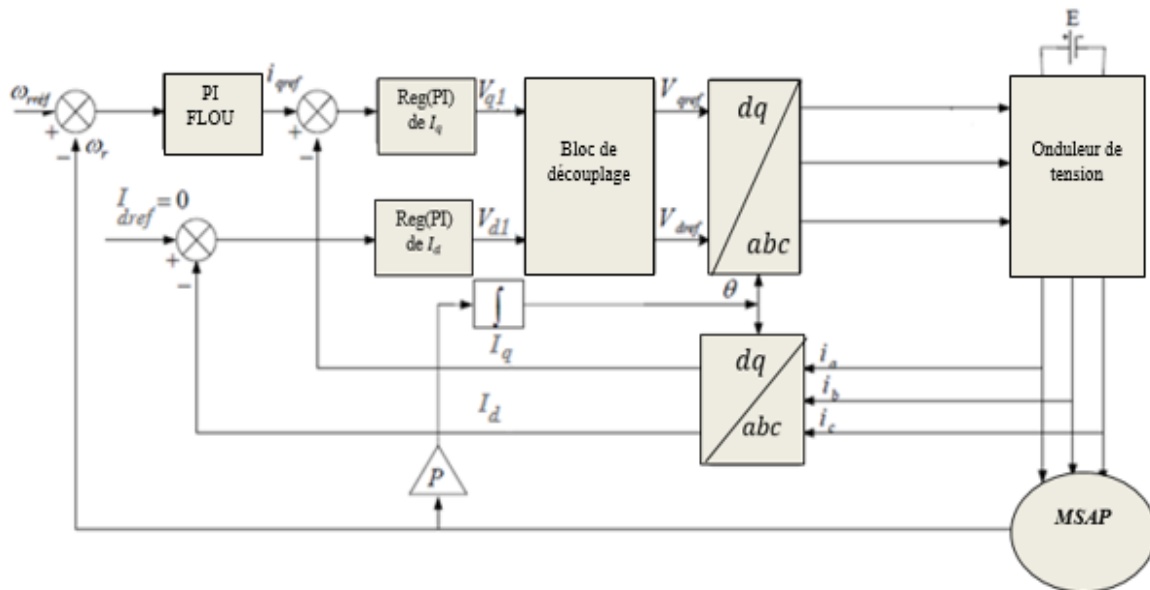 E
ω_réf
+
−
ω_r
PI
FLOU
i_qref
+
−
Reg(PI)
de I_q
V_q1
Bloc de
découplage
V_qref
dq
abc
Onduleur de
tension
I_dref = 0
+
−
Reg(PI)
de I_d
V_d1
V_dref
∫
θ
I_q
dq
abc
i_a
i_b
i_c
I_d
P
MSAP